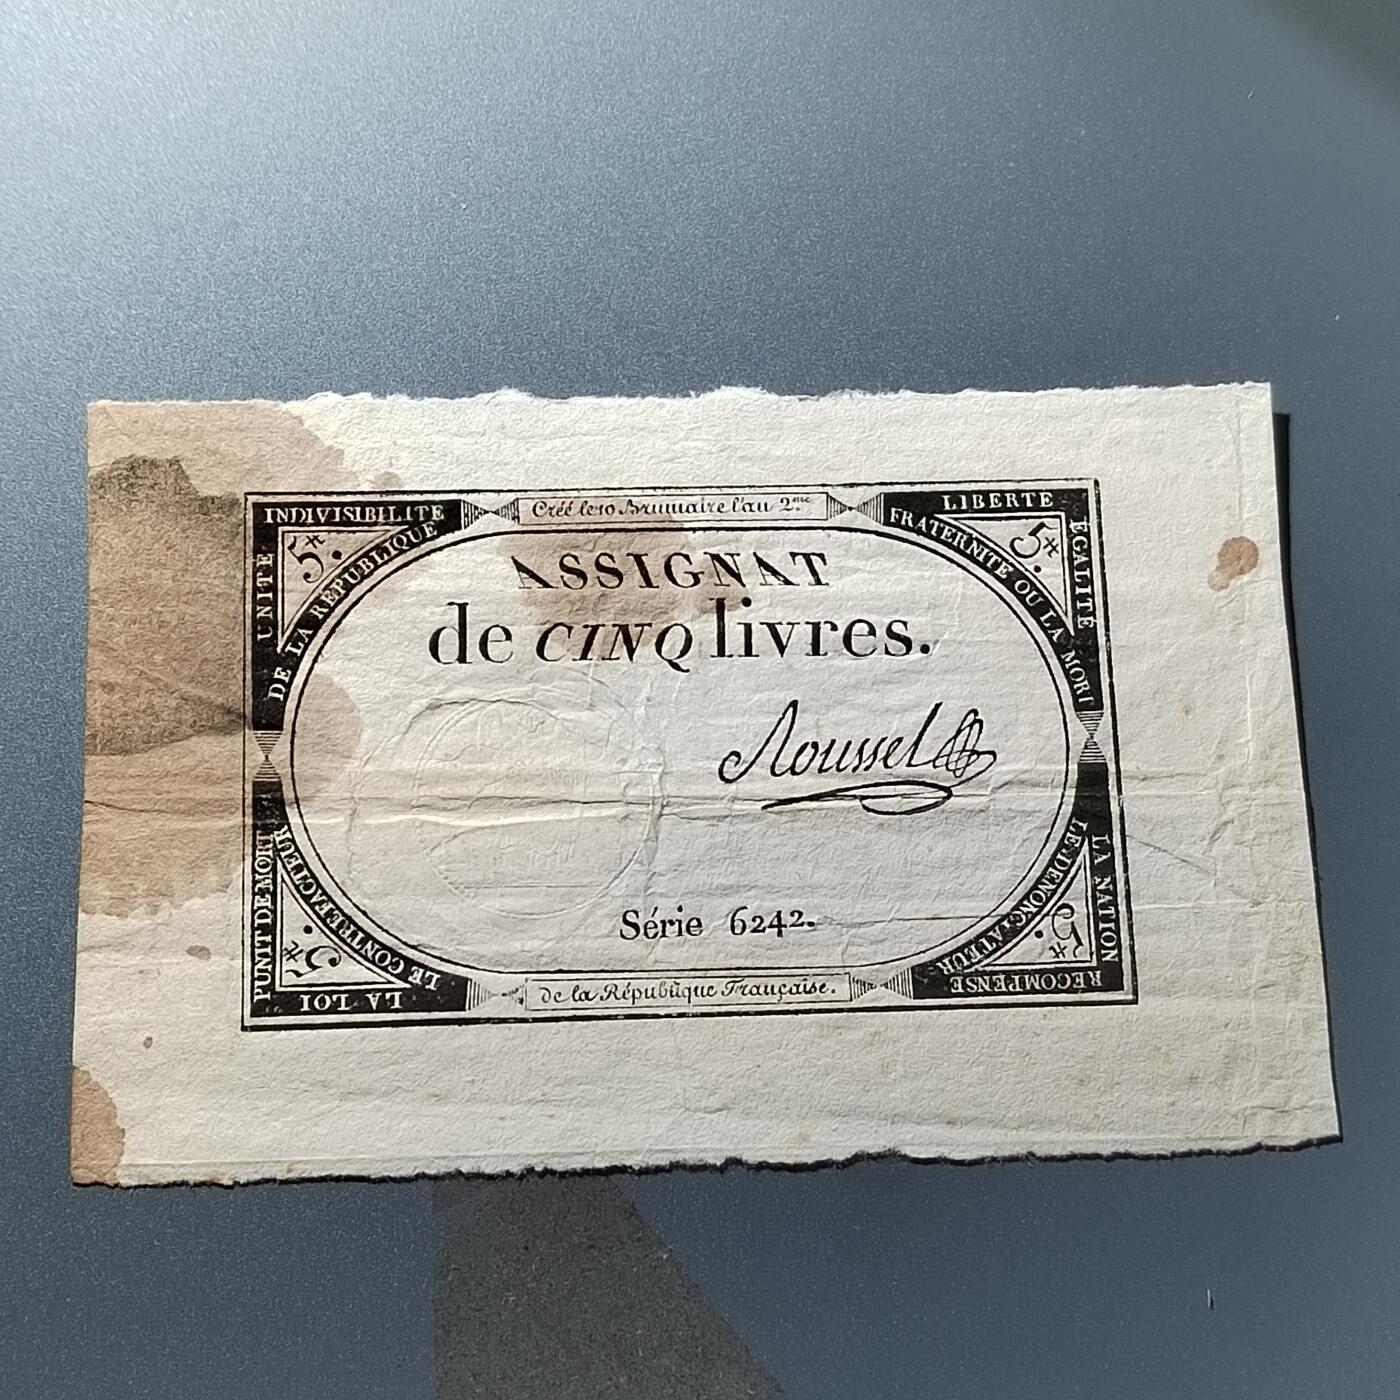 Créé le 10 Brumaire l'an 2.me
INDIVISIBILITE
UNITE
DE LA REPUBLIQUE
5#.
LIBERTE
EGALITE
FRATERNITE OU LA MORT
5#.
ASSIGNAT
de CINQ livres.
Roussel
Série 6242.
LA LOI
PUNIT DE MORT
LE CONTREFACTEUR
5#.
LA NATION
RECOMPENSE
LE DENONCIATEUR
5#.
de la République Française.